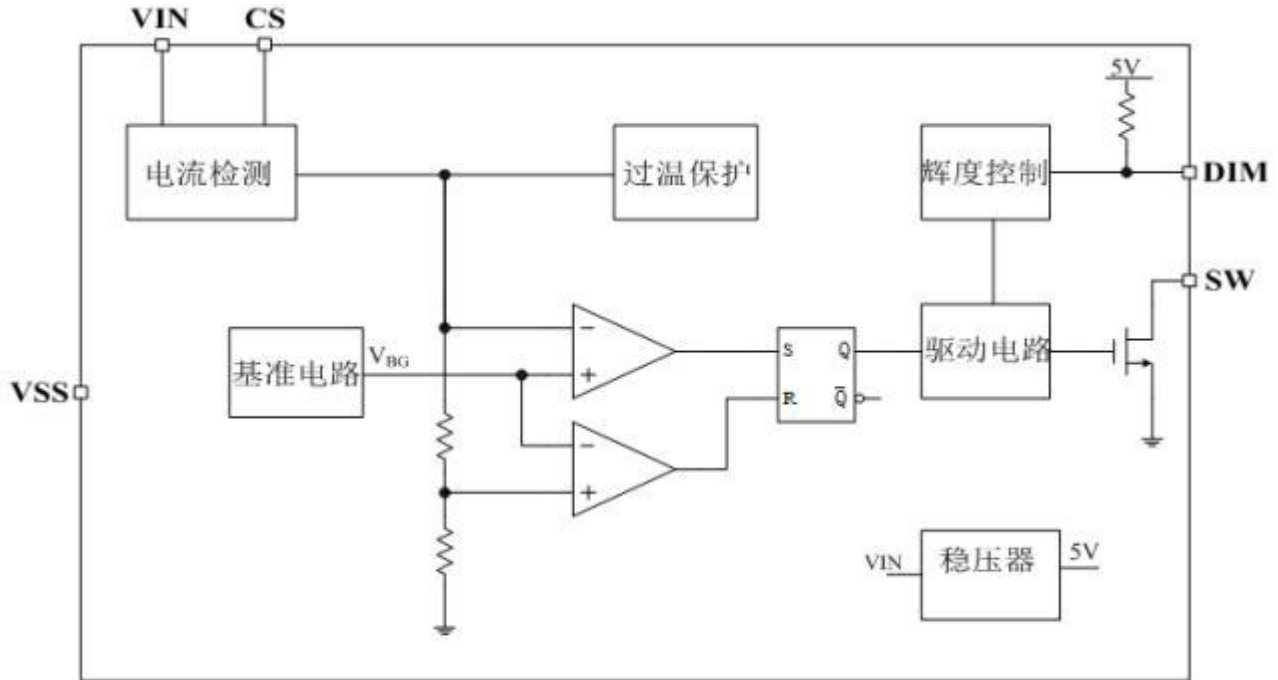 VIN CS
5V
电流检测 过温保护 辉度控制 DIM
SW
基准电路 V_BG − + S Q 驱动电路
VSS R Q̅
− +
VIN 稳压器 5V